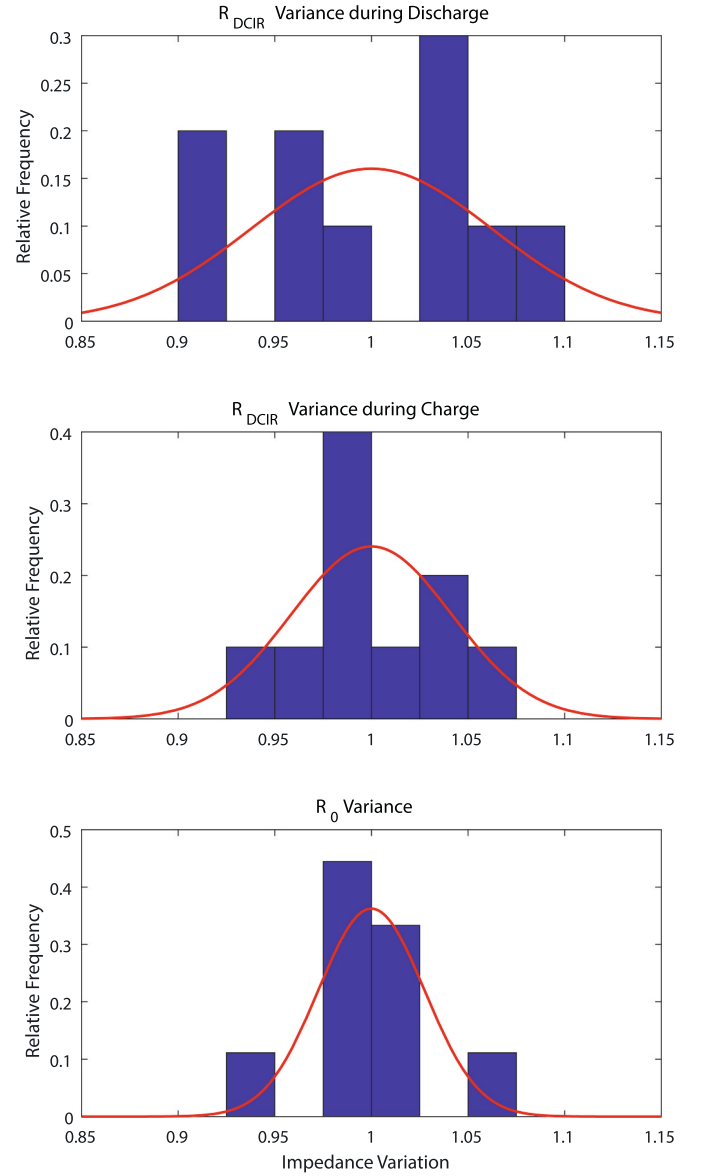 R DCIR Variance during Discharge
0.3
0.25
0.2
0.15
0.1
0.05
0
Relative Frequency
0.85 0.9 0.95 1 1.05 1.1 1.15
R DCIR Variance during Charge
0.4
0.3
0.2
0.1
0
Relative Frequency
0.85 0.9 0.95 1 1.05 1.1 1.15
R 0 Variance
0.5
0.4
0.3
0.2
0.1
0
Relative Frequency
0.85 0.9 0.95 1 1.05 1.1 1.15
Impedance Variation